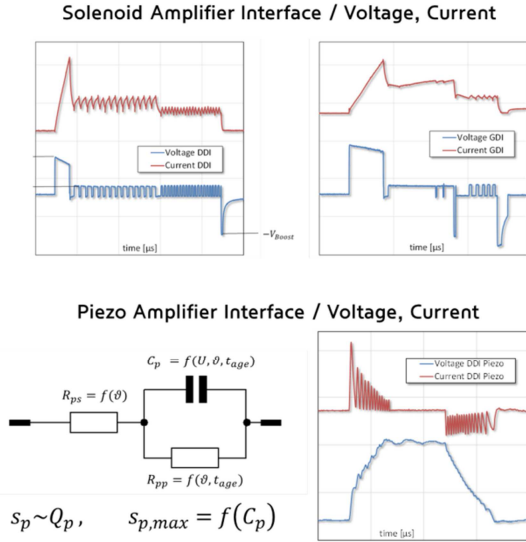 Solenoid Amplifier Interface / Voltage, Current
Voltage DDI
Current DDI
−V_Boost
time [µs]
Voltage GDI
Current GDI
time [µs]
Piezo Amplifier Interface / Voltage, Current
C_p = f(U, ϑ, t_age)
R_ps = f(ϑ)
R_pp = f(ϑ, t_age)
s_p~Q_p , s_p,max = f(C_p)
Voltage DDI Piezo
Current DDI Piezo
time [µs]